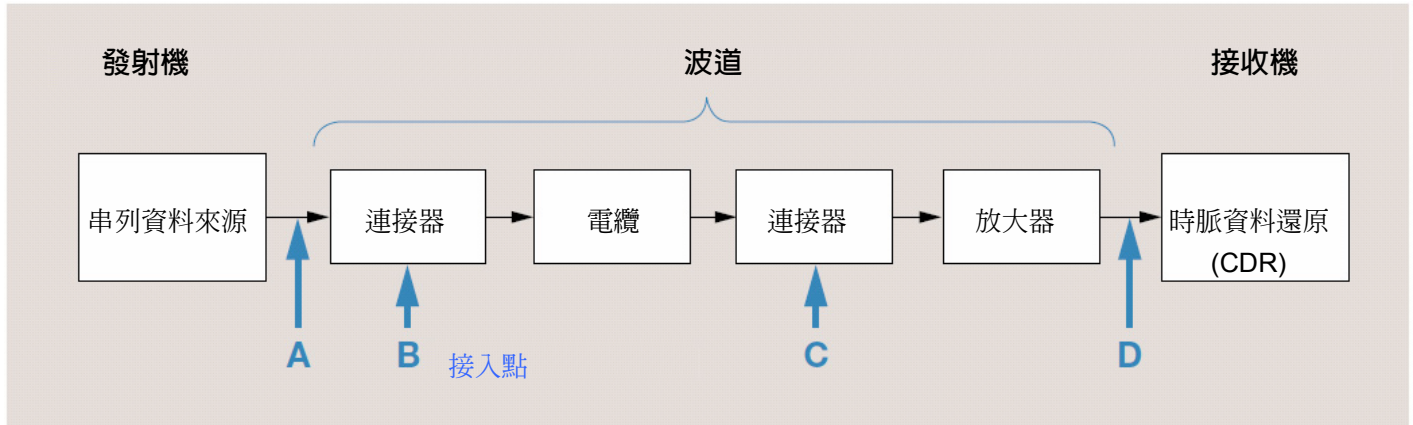 發射機
波道
接收機
串列資料來源
連接器
電纜
連接器
放大器
時脈資料還原
(CDR)
A
B
接入點
C
D